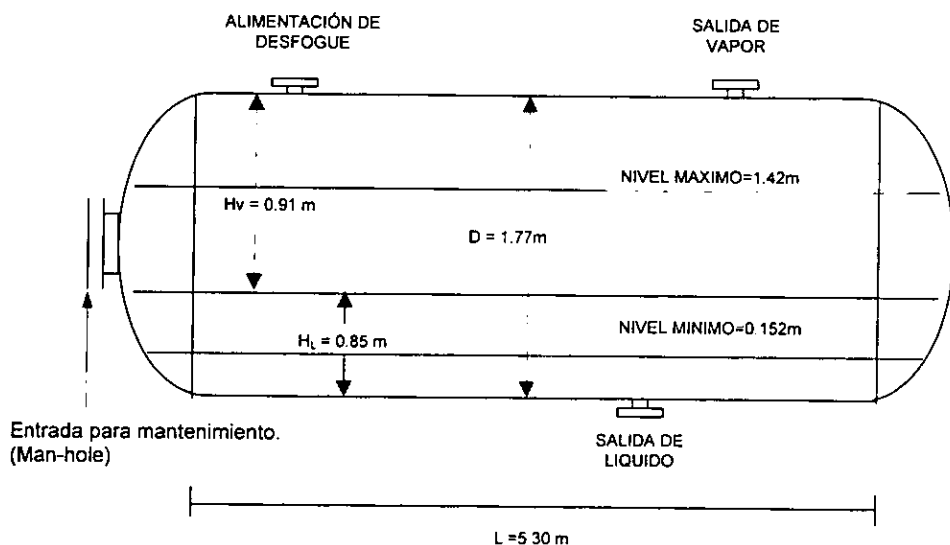 ALIMENTACIÓN DE
DESFOGUE
SALIDA DE
VAPOR
NIVEL MAXIMO=1.42m
Hv = 0.91 m
D = 1.77m
NIVEL MINIMO=0.152m
HL = 0.85 m
Entrada para mantenimiento.
(Man-hole)
SALIDA DE
LIQUIDO
L =5 30 m